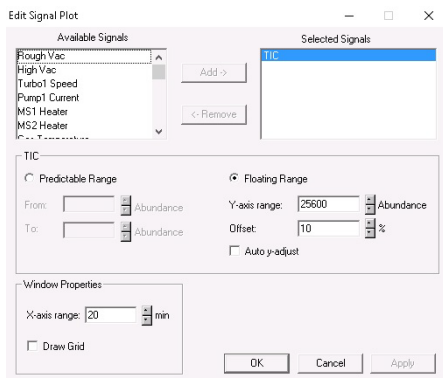 Edit Signal Plot
Available Signals
Rough Vac
High Vac
Turbo1 Speed
Pump1 Current
MS1 Heater
MS2 Heater
Gas Temperature
Add ->
<- Remove
Selected Signals
TIC
TIC
Predictable Range
From: Abundance
To: Abundance
Floating Range
Y-axis range: 25600 Abundance
Offset: 10 %
Auto y-adjust
Window Properties
X-axis range: 20 min
Draw Grid
OK Cancel Apply